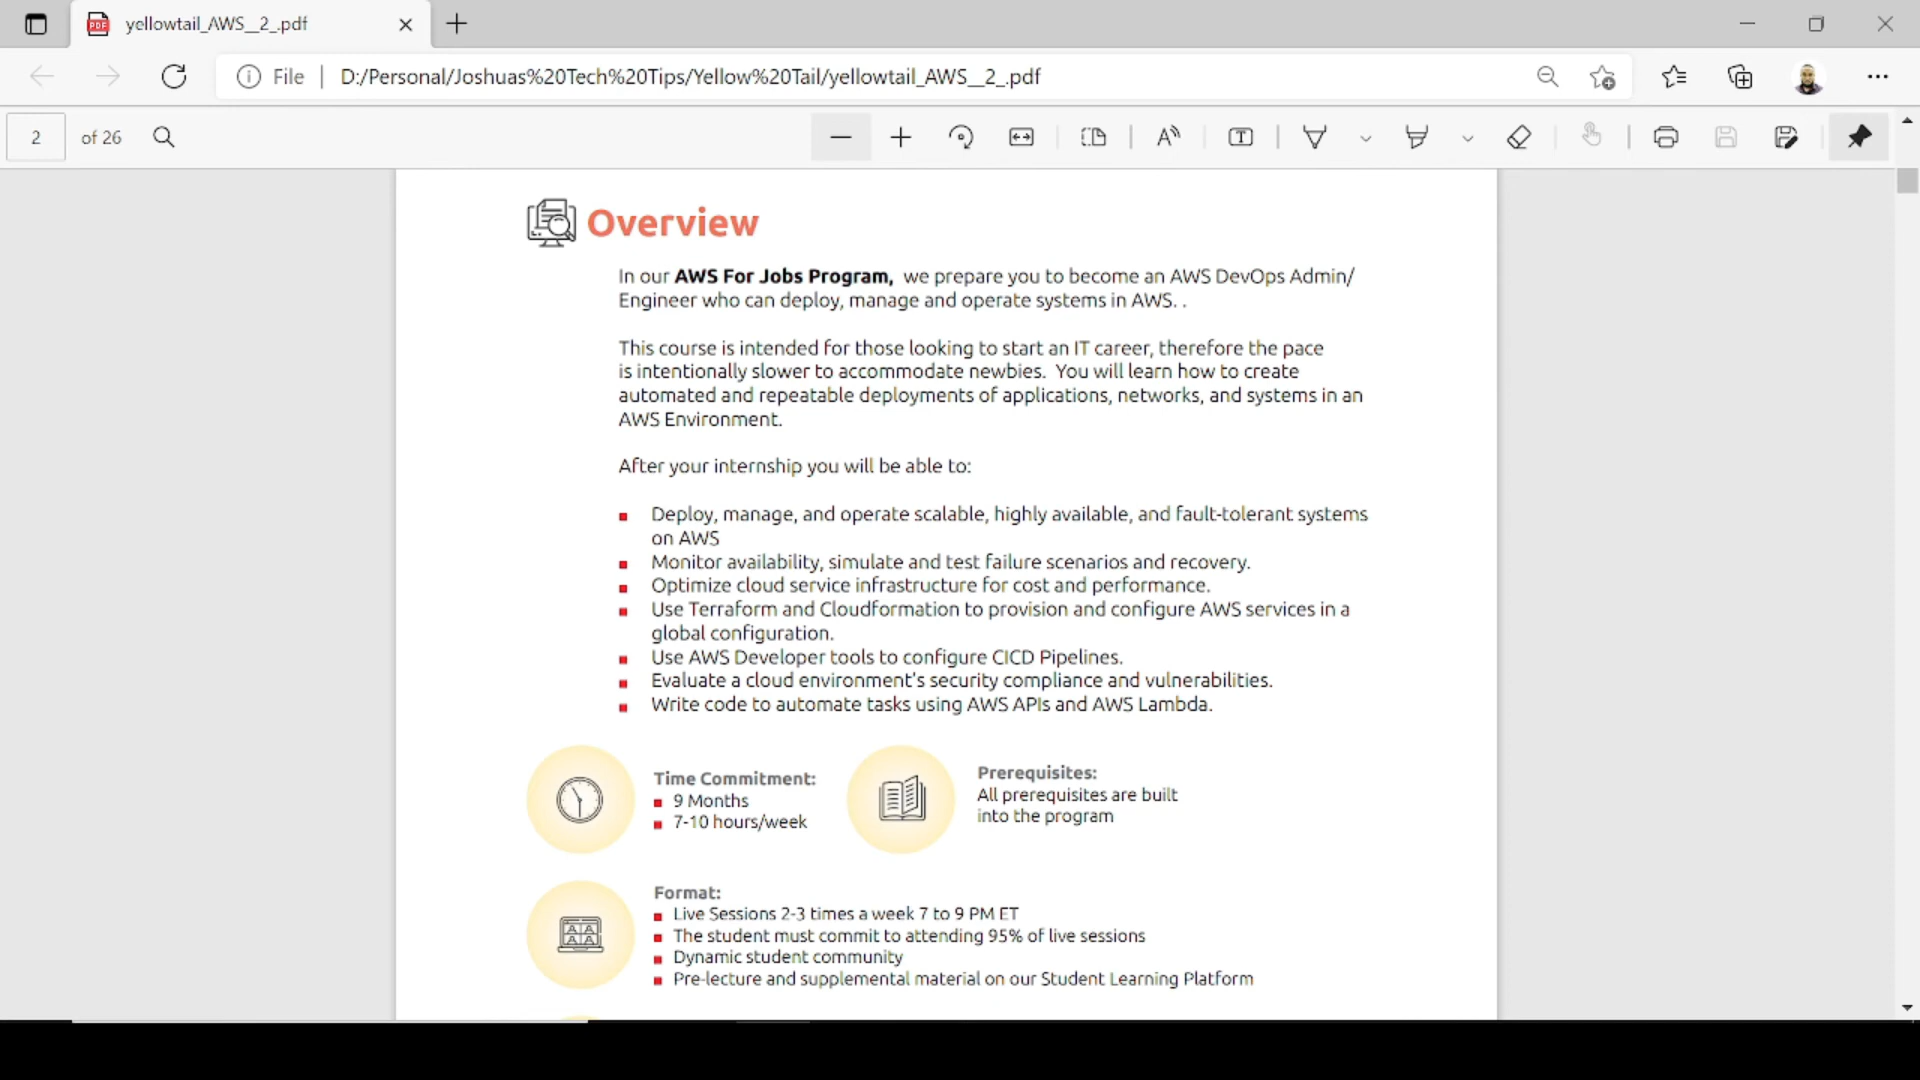 yellowtail_AWS__2_.pdf
File
D:/Personal/Joshuas%20Tech%20Tips/Yellow%20Tail/yellowtail_AWS__2_.pdf
2 of 26
Overview
In our AWS For Jobs Program, we prepare you to become an AWS DevOps Admin/
Engineer who can deploy, manage and operate systems in AWS. .
This course is intended for those looking to start an IT career, therefore the pace
is intentionally slower to accommodate newbies. You will learn how to create
automated and repeatable deployments of applications, networks, and systems in an
AWS Environment.
After your internship you will be able to:
Deploy, manage, and operate scalable, highly available, and fault-tolerant systems
on AWS
Monitor availability, simulate and test failure scenarios and recovery.
Optimize cloud service infrastructure for cost and performance.
Use Terraform and Cloudformation to provision and configure AWS services in a
global configuration.
Use AWS Developer tools to configure CICD Pipelines.
Evaluate a cloud environment's security compliance and vulnerabilities.
Write code to automate tasks using AWS APIs and AWS Lambda.
Time Commitment:
9 Months
7-10 hours/week
Prerequisites:
All prerequisites are built
into the program
Format:
Live Sessions 2-3 times a week 7 to 9 PM ET
The student must commit to attending 95% of live sessions
Dynamic student community
Pre-lecture and supplemental material on our Student Learning Platform